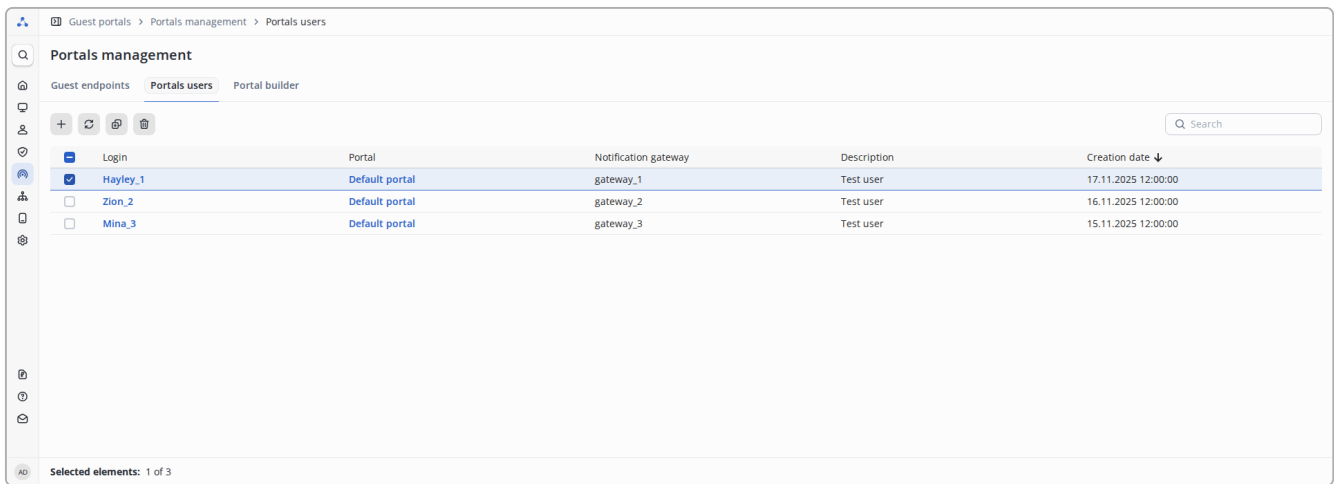 Guest portals > Portals management > Portals users
Portals management
Guest endpoints Portals users Portal builder
Search
Login Portal Notification gateway Description Creation date
Hayley_1 Default portal gateway_1 Test user 17.11.2025 12:00:00
Zion_2 Default portal gateway_2 Test user 16.11.2025 12:00:00
Mina_3 Default portal gateway_3 Test user 15.11.2025 12:00:00
AD Selected elements: 1 of 3